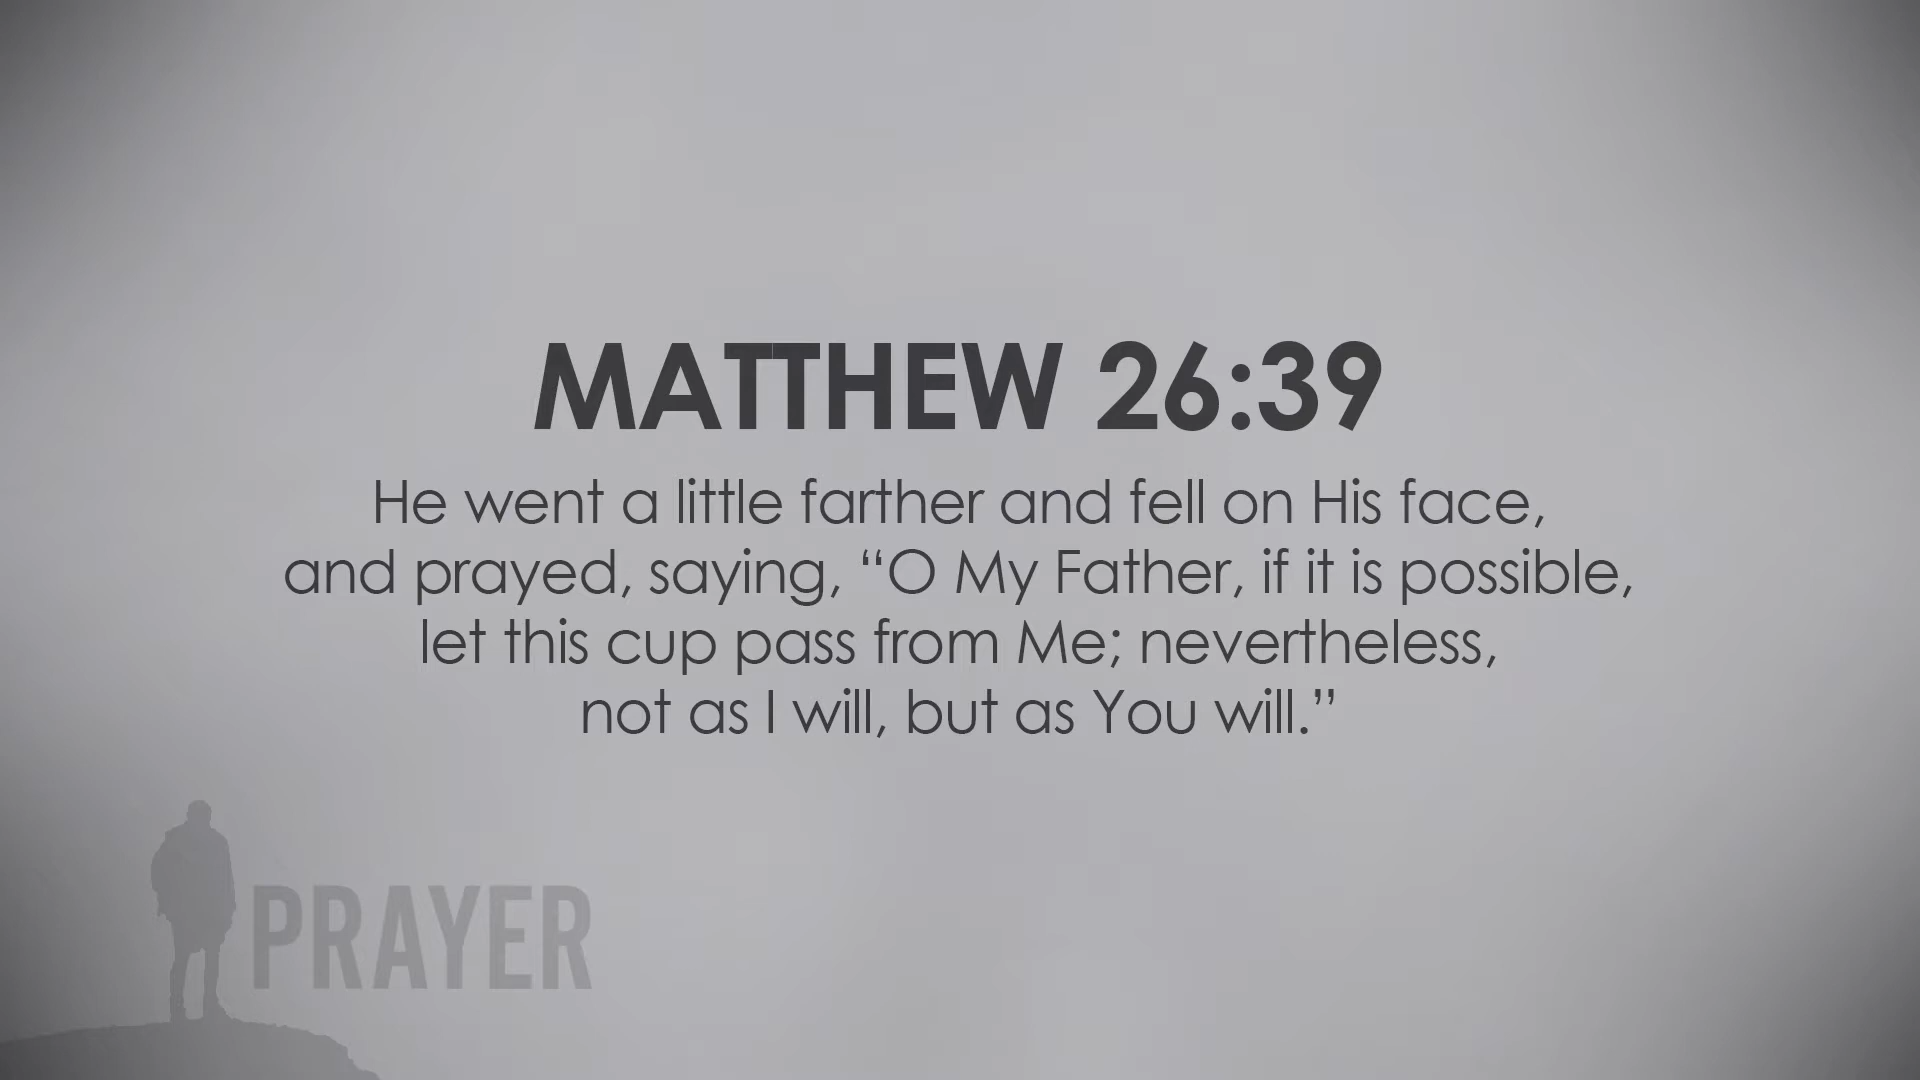 MATTHEW 26:39
He went a little farther and fell on His face,
and prayed, saying, “O My Father, if it is possible,
let this cup pass from Me; nevertheless,
not as I will, but as You will.”
PRAYER